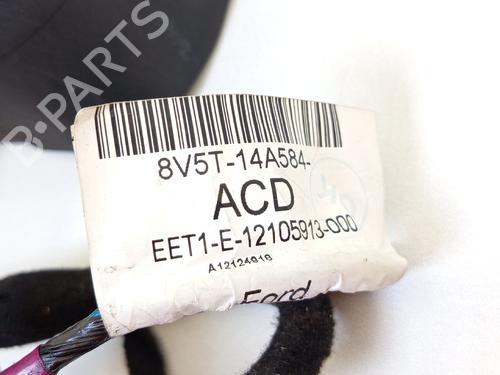 B-PARTS
8V5T-14A584-
ACD
EET1-E-12105913-000
A12124916
Ford